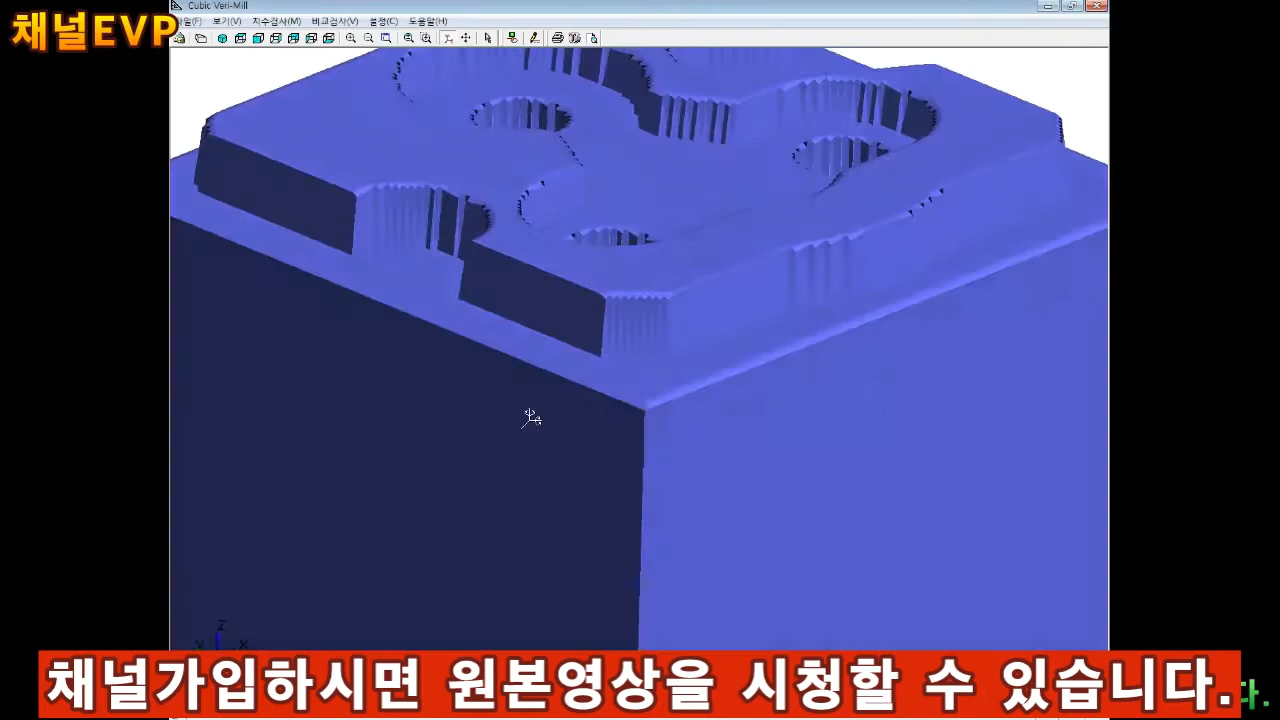 Cubic Veri-Mill
채널EVP
보기(V) 치수검사(M) 비교검사(V) 설정(C) 도움말(H)
Z
Y X
채널가입하시면 원본영상을 시청할 수 있습니다.
다.